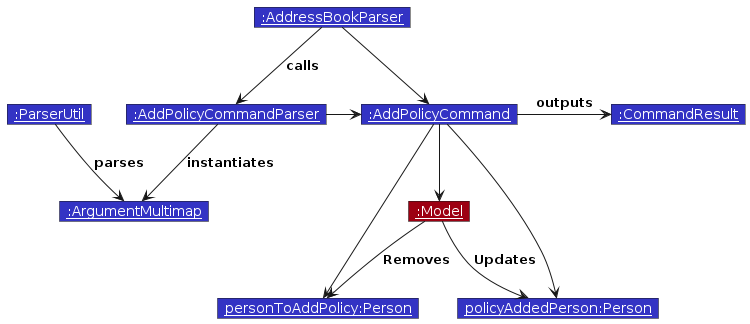 :AddressBookParser
calls
:ParserUtil
:AddPolicyCommandParser
:AddPolicyCommand
outputs
:CommandResult
parses
instantiates
:ArgumentMultimap
:Model
Removes
Updates
personToAddPolicy:Person
policyAddedPerson:Person